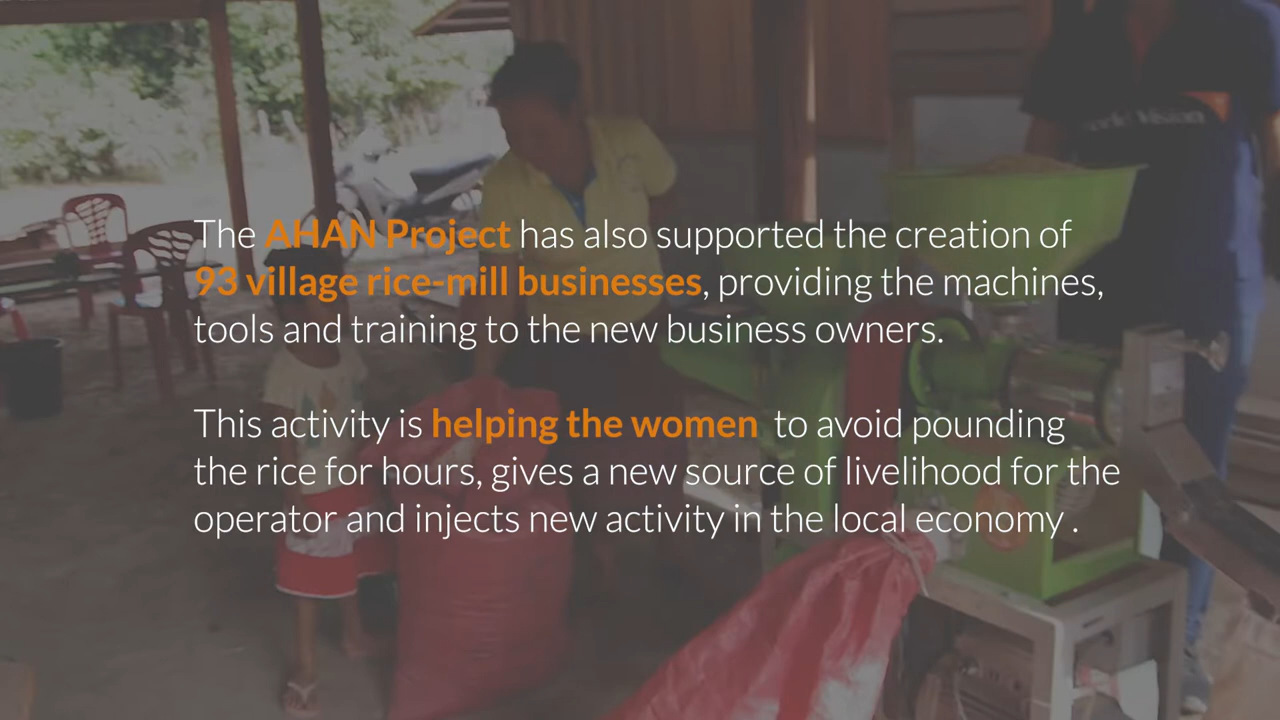 The AHAN Project has also supported the creation of
93 village rice-mill businesses, providing the machines,
tools and training to the new business owners.
This activity is helping the women to avoid pounding
the rice for hours, gives a new source of livelihood for the
operator and injects new activity in the local economy .